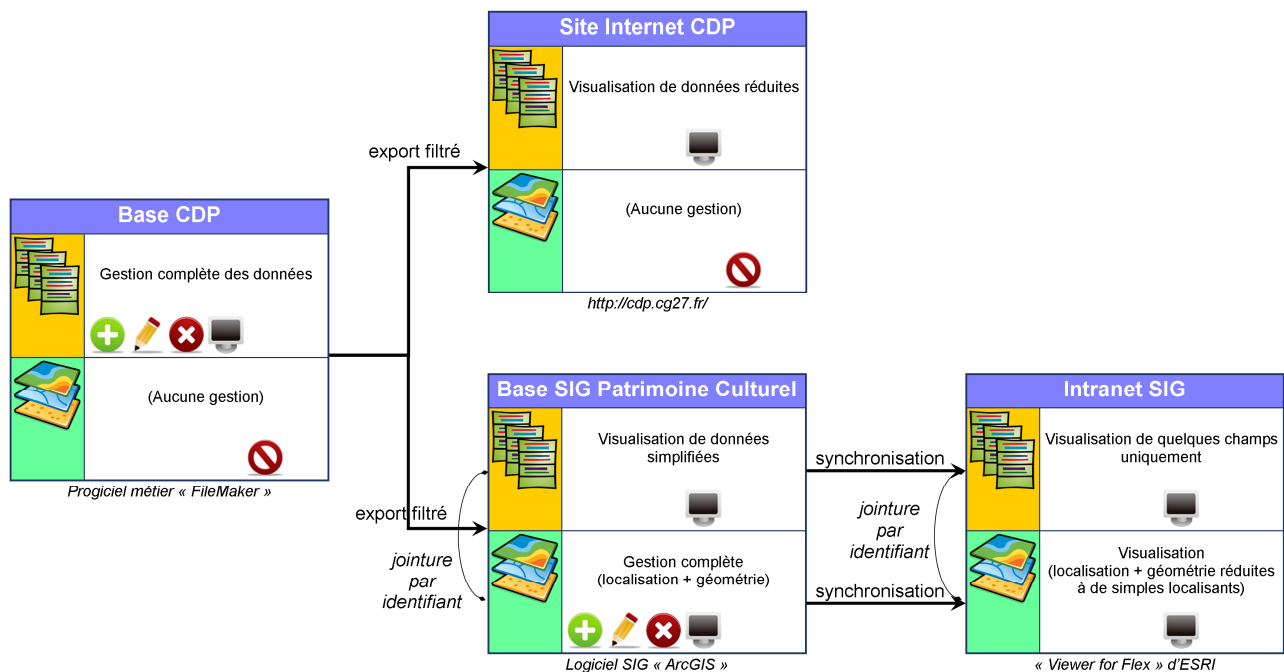 Site Internet CDP
Visualisation de données réduites
(Aucune gestion)
http://cdp.cg27.fr/
export filtré
Base CDP
Gestion complète des données
(Aucune gestion)
Progiciel métier « FileMaker »
export filtré
jointure
par
identifiant
Base SIG Patrimoine Culturel
Visualisation de données
simplifiées
Gestion complète
(localisation + géométrie)
Logiciel SIG « ArcGIS »
synchronisation
jointure
par
identifiant
synchronisation
Intranet SIG
Visualisation de quelques champs
uniquement
Visualisation
(localisation + géométrie réduites
à de simples localisants)
« Viewer for Flex » d'ESRI